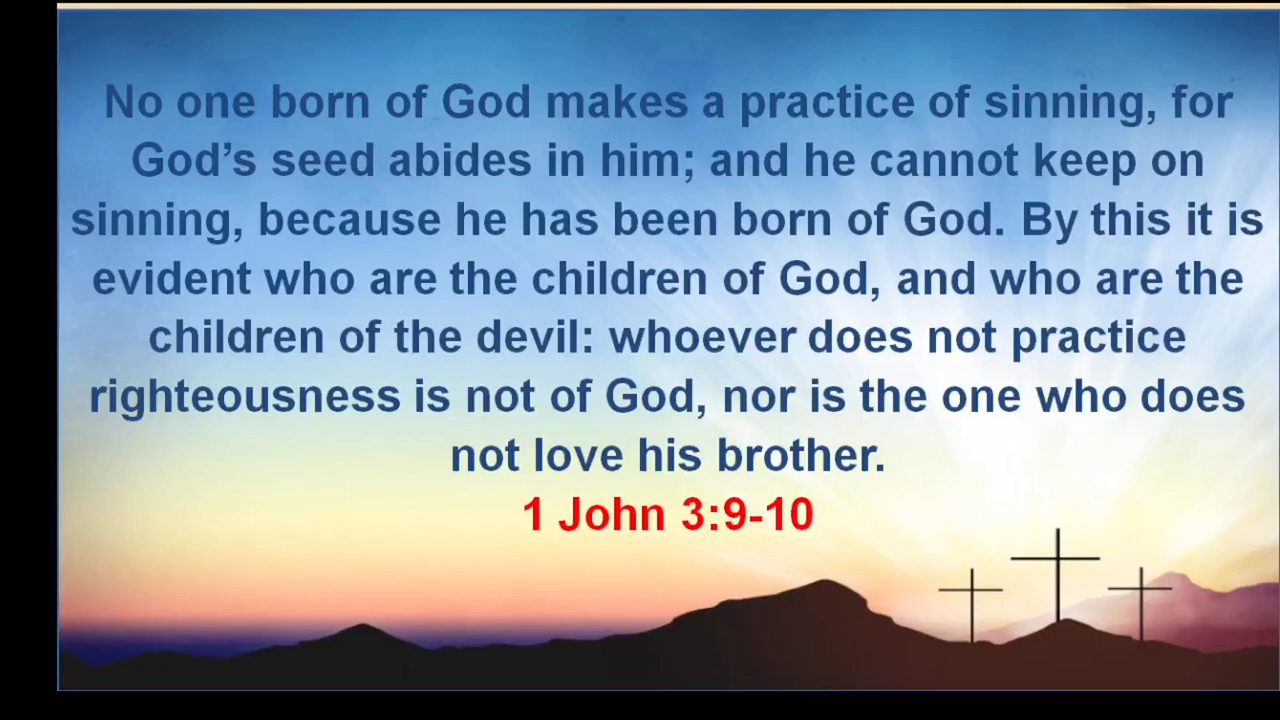 No one born of God makes a practice of sinning, for
God’s seed abides in him; and he cannot keep on
sinning, because he has been born of God. By this it is
evident who are the children of God, and who are the
children of the devil: whoever does not practice
righteousness is not of God, nor is the one who does
not love his brother.
1 John 3:9-10